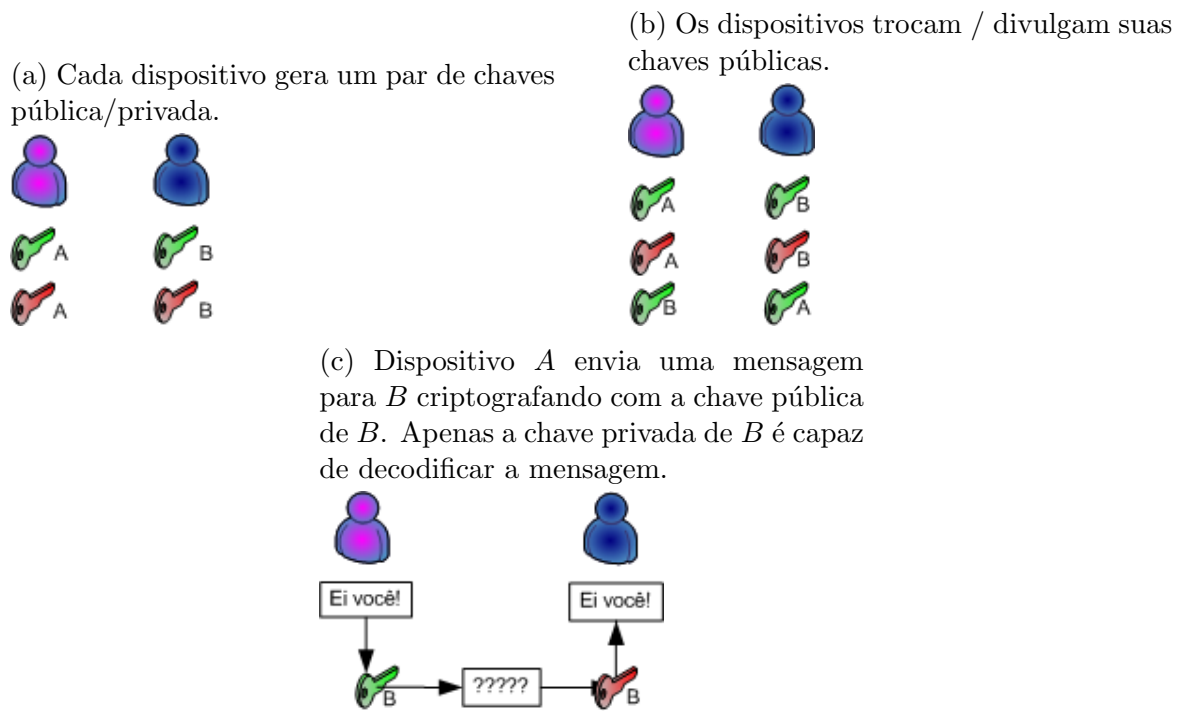 (a) Cada dispositivo gera um par de chaves
pública/privada.
A
B
A
B
(b) Os dispositivos trocam / divulgam suas
chaves públicas.
A
B
A
B
B
A
(c) Dispositivo A envia uma mensagem
para B criptografando com a chave pública
de B. Apenas a chave privada de B é capaz
de decodificar a mensagem.
Ei você!
Ei você!
B
?????
B